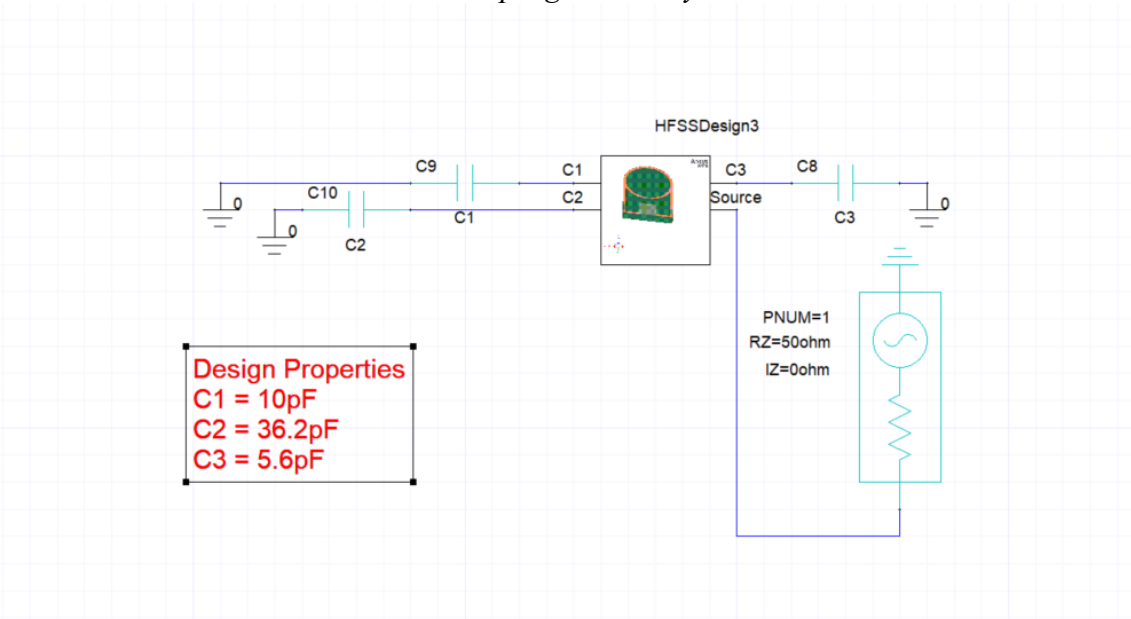 HFSSDesign3
C9
C1
C3
C8
C10
C2
Source
0
C1
C3
0
0
C2
PNUM=1
RZ=50ohm
IZ=0ohm
Design Properties
C1 = 10pF
C2 = 36.2pF
C3 = 5.6pF